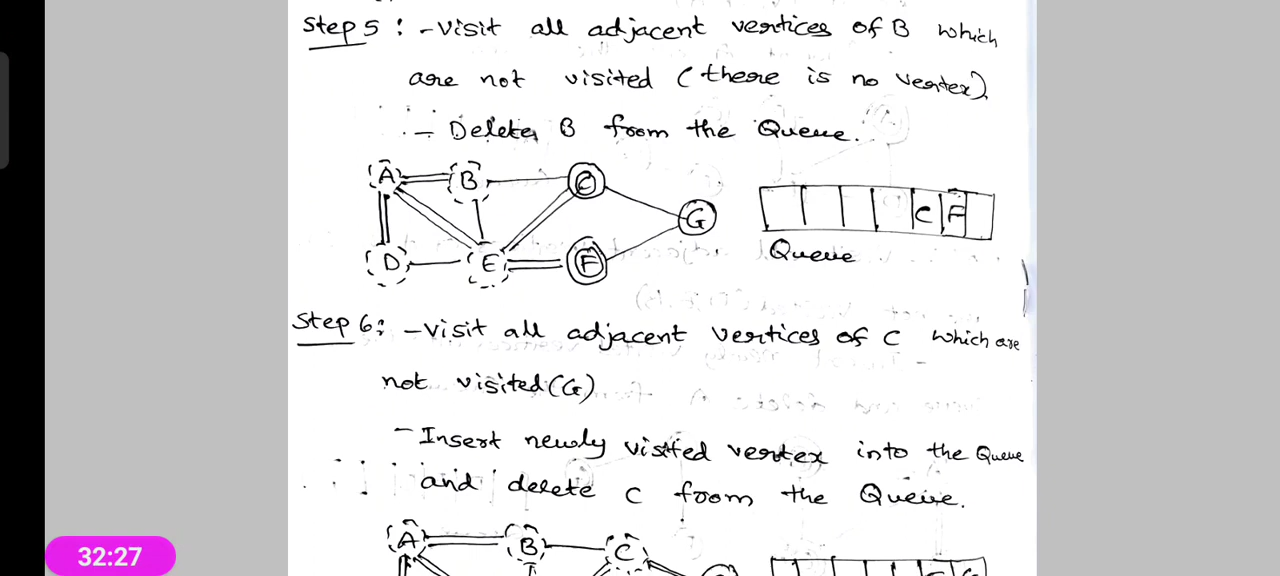 Step 5 : - Visit all adjacent vertices of B which
are not visited (there is no vertex).
- Delete B from the Queue.
A B C
G
C F
D E F
Queue
Step 6: - Visit all adjacent vertices of C which are
not visited (G)
- Insert newly visited vertex into the Queue
and delete C from the Queue.
A B C
32:27